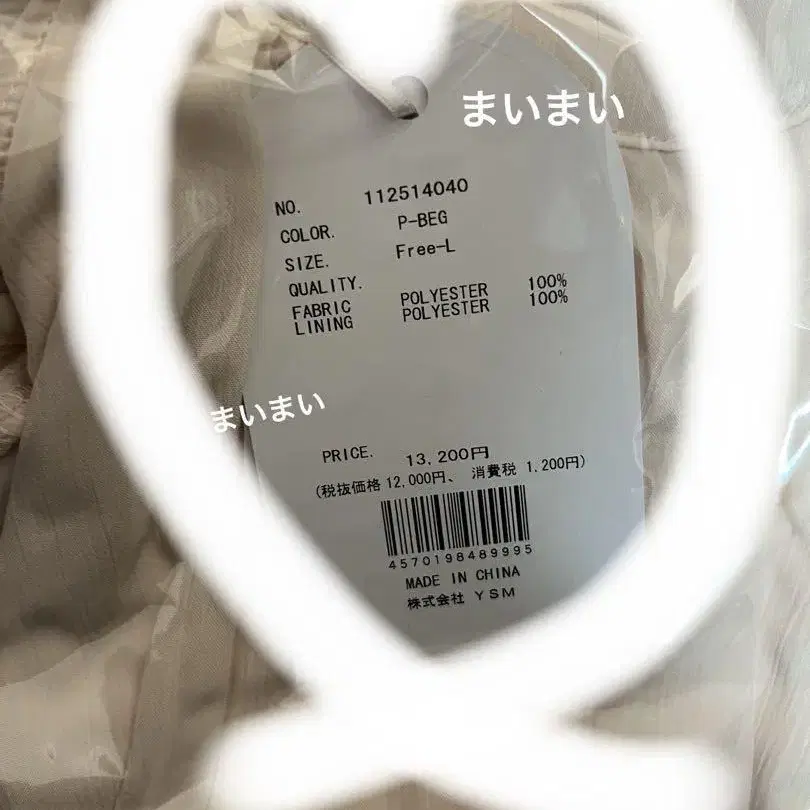 まいまい
NO. 112514040
COLOR. P-BEG
SIZE. Free-L
QUALITY.
FABRIC POLYESTER 100%
LINING POLYESTER 100%
まいまい
PRICE. 13,200円
(税抜価格 12,000円、 消費税 1,200円)
4570198489995
MADE IN CHINA
株式会社 YSM